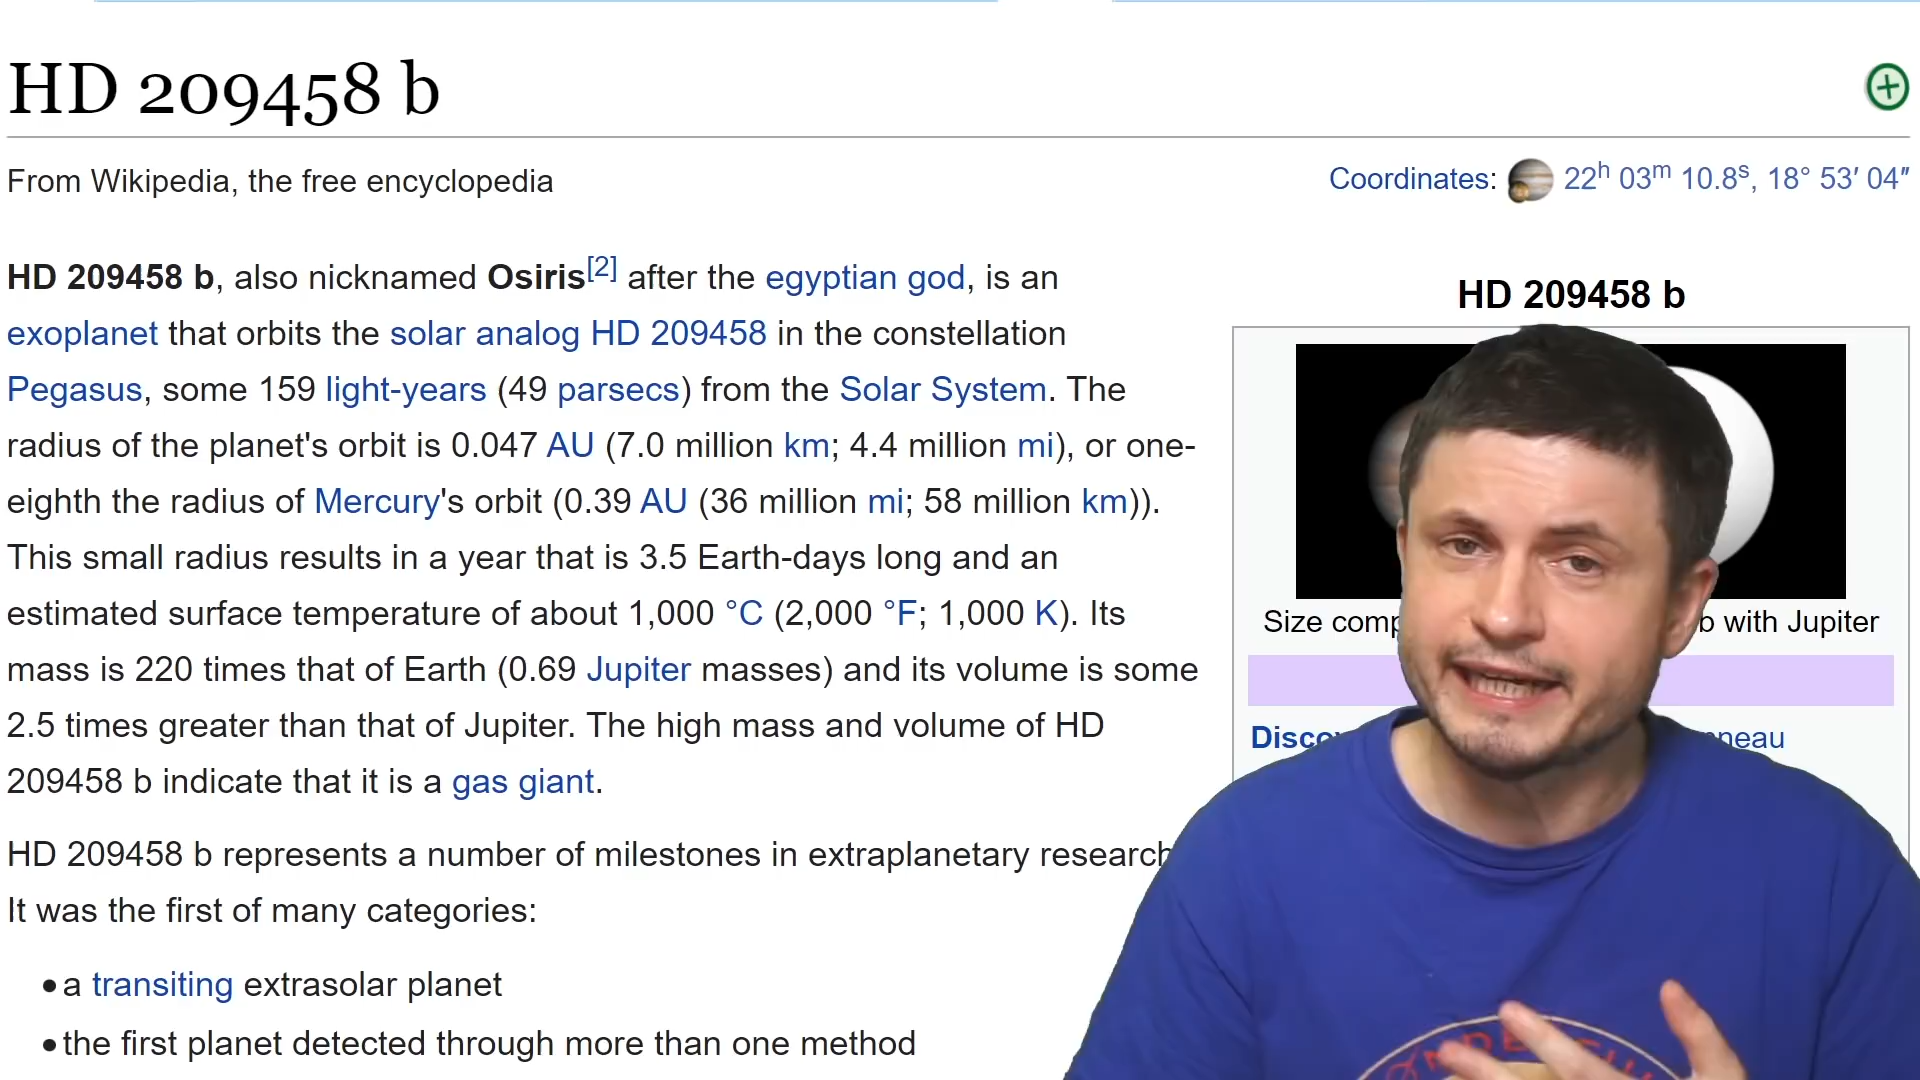 HD 209458 b
From Wikipedia, the free encyclopedia
Coordinates: 22h 03m 10.8s, 18° 53′ 04″
HD 209458 b, also nicknamed Osiris[2] after the egyptian god, is an
exoplanet that orbits the solar analog HD 209458 in the constellation
Pegasus, some 159 light-years (49 parsecs) from the Solar System. The
radius of the planet's orbit is 0.047 AU (7.0 million km; 4.4 million mi), or one-
eighth the radius of Mercury's orbit (0.39 AU (36 million mi; 58 million km)).
This small radius results in a year that is 3.5 Earth-days long and an
estimated surface temperature of about 1,000 °C (2,000 °F; 1,000 K). Its
mass is 220 times that of Earth (0.69 Jupiter masses) and its volume is some
2.5 times greater than that of Jupiter. The high mass and volume of HD
209458 b indicate that it is a gas giant.
HD 209458 b represents a number of milestones in extraplanetary research
It was the first of many categories:
• a transiting extrasolar planet
• the first planet detected through more than one method
HD 209458 b
Size b with Jupiter